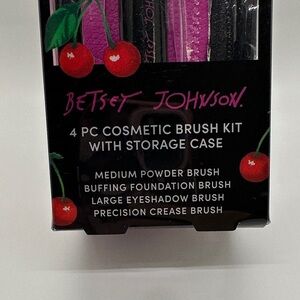 BETSEY JOHNSON.
4 PC COSMETIC BRUSH KIT
WITH STORAGE CASE
MEDIUM POWDER BRUSH
BUFFING FOUNDATION BRUSH
LARGE EYESHADOW BRUSH
PRECISION CREASE BRUSH